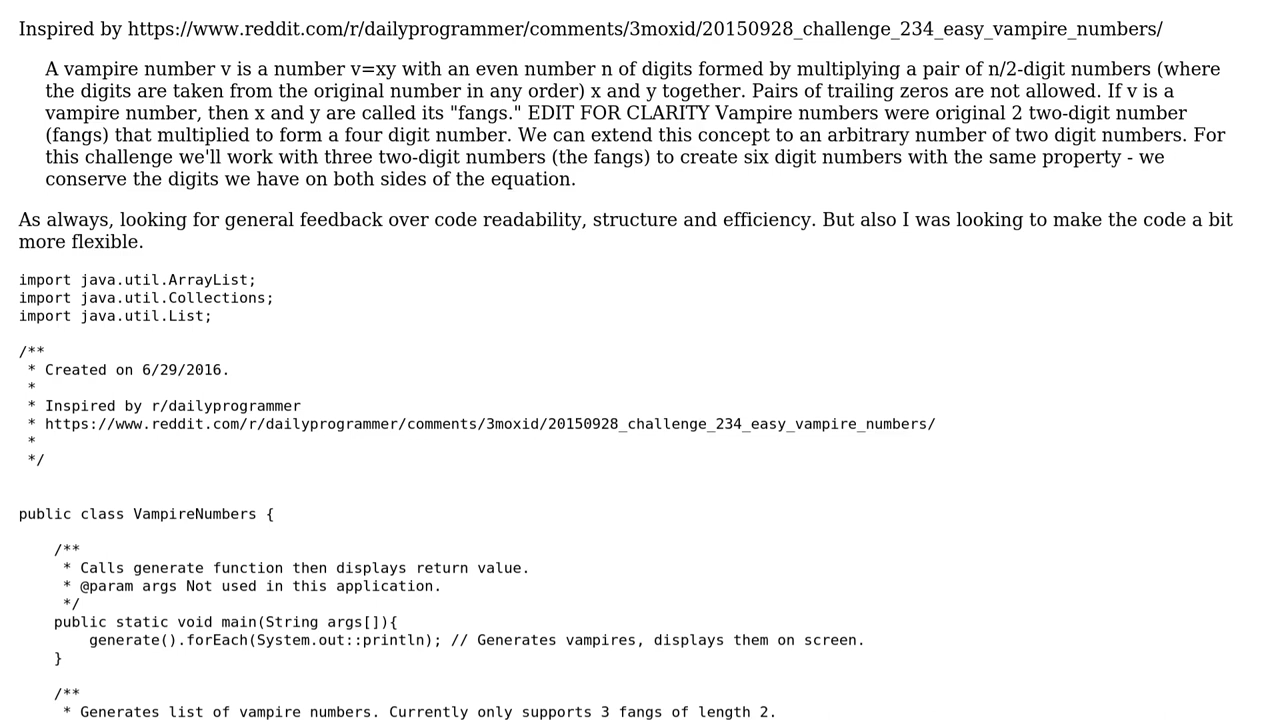 Inspired by https://www.reddit.com/r/dailyprogrammer/comments/3moxid/20150928_challenge_234_easy_vampire_numbers/
A vampire number v is a number v=xy with an even number n of digits formed by multiplying a pair of n/2-digit numbers (where
the digits are taken from the original number in any order) x and y together. Pairs of trailing zeros are not allowed. If v is a
vampire number, then x and y are called its "fangs." EDIT FOR CLARITY Vampire numbers were original 2 two-digit number
(fangs) that multiplied to form a four digit number. We can extend this concept to an arbitrary number of two digit numbers. For
this challenge we'll work with three two-digit numbers (the fangs) to create six digit numbers with the same property - we
conserve the digits we have on both sides of the equation.
As always, looking for general feedback over code readability, structure and efficiency. But also I was looking to make the code a bit
more flexible.
import java.util.ArrayList;
import java.util.Collections;
import java.util.List;
/**
 * Created on 6/29/2016.
 *
 * Inspired by r/dailyprogrammer
 * https://www.reddit.com/r/dailyprogrammer/comments/3moxid/20150928_challenge_234_easy_vampire_numbers/
 *
 */
public class VampireNumbers {
    /**
     * Calls generate function then displays return value.
     * @param args Not used in this application.
     */
    public static void main(String args[]){
        generate().forEach(System.out::println); // Generates vampires, displays them on screen.
    }
    /**
     * Generates list of vampire numbers. Currently only supports 3 fangs of length 2.